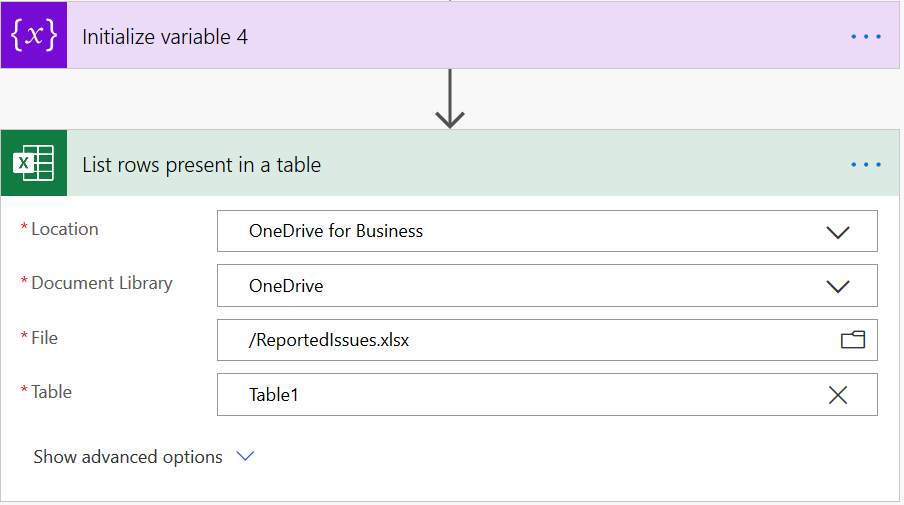 {x} Initialize variable 4
X List rows present in a table
* Location OneDrive for Business
* Document Library OneDrive
* File /ReportedIssues.xlsx
* Table Table1
Show advanced options